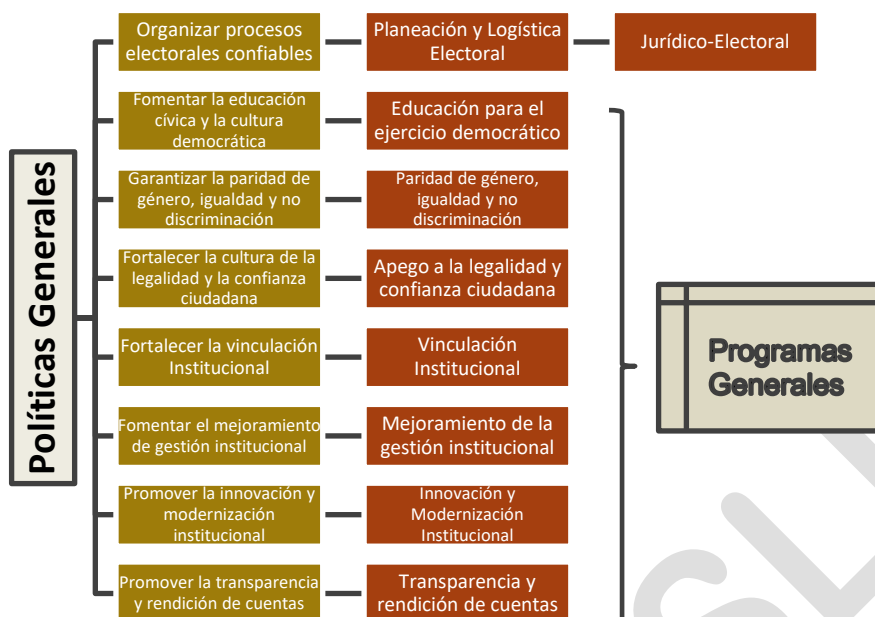 Políticas Generales
Organizar procesos
electorales confiables
Planeación y Logística
Electoral
Jurídico-Electoral
Fomentar la educación
cívica y la cultura
democrática
Educación para el
ejercicio democrático
Garantizar la paridad de
género, igualdad y no
discriminación
Paridad de género,
igualdad y no
discriminación
Fortalecer la cultura de la
legalidad y la confianza
ciudadana
Apego a la legalidad y
confianza ciudadana
Fortalecer la vinculación
Institucional
Vinculación
Institucional
Fomentar el mejoramiento
de gestión institucional
Mejoramiento de la
gestión institucional
Promover la innovación y
modernización
institucional
Innovación y
Modernización
Institucional
Promover la transparencia
y rendición de cuentas
Transparencia y
rendición de cuentas
Programas
Generales